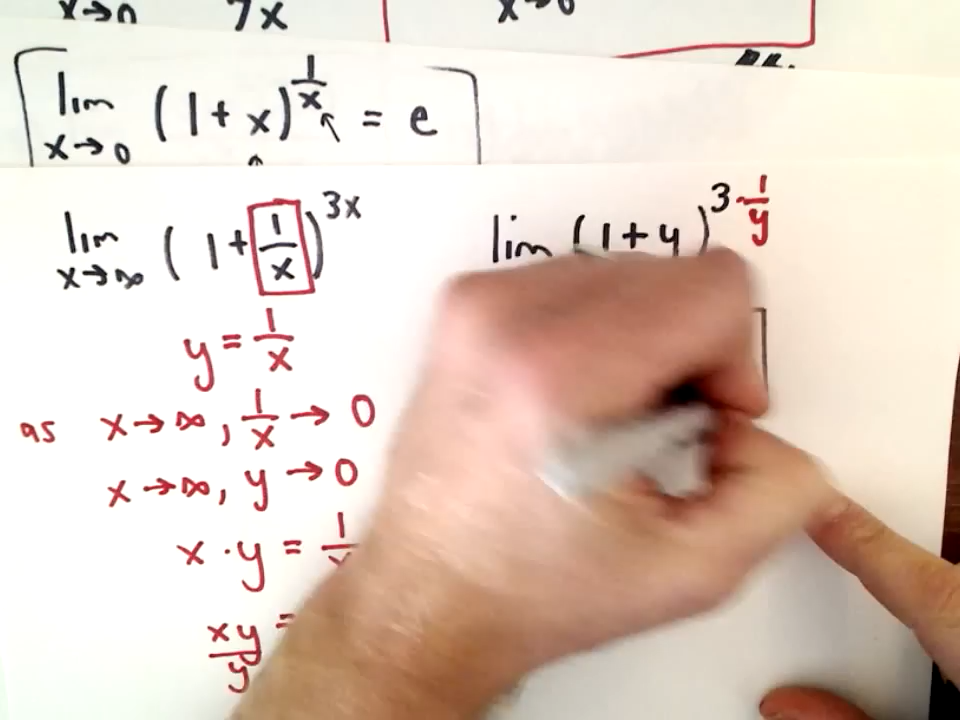 x→0 7x x→0
lim (1+x)^{1/x} = e
x→0
lim (1+1/x)^{3x} lim (1+y)^{3·1/y}
x→∞
y = 1/x
as x→∞, 1/x → 0
x→∞, y → 0
x·y = 1/x
xy/y =